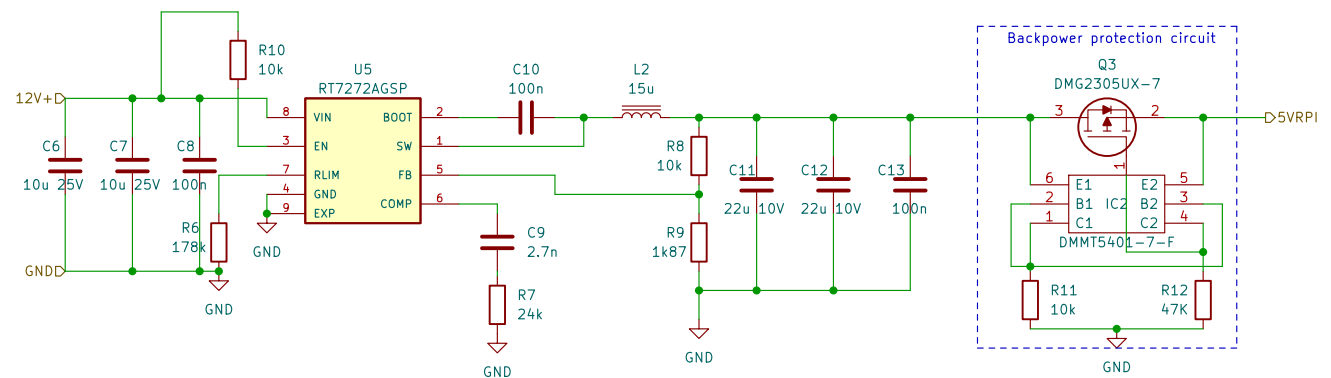 Backpower protection circuit
Q3
DMG2305UX-7
R10
10k
U5
RT7272AGSP
C10
100n
L2
15u
12V+
8 VIN BOOT 2
3 EN SW 1
7 RLIM FB 5
4 GND
9 EXP COMP 6
3 2
1
5VRPI
C6
10u 25V
C7
10u 25V
C8
100n
R6
178k
GND
GND
GND
C9
2.7n
R7
24k
GND
R8
10k
R9
1k87
C11
22u 10V
C12
22u 10V
C13
100n
GND
6 E1 E2 5
2 B1 IC2 B2 3
1 C1 C2 4
DMMT5401-7-F
R11
10k
R12
47K
GND